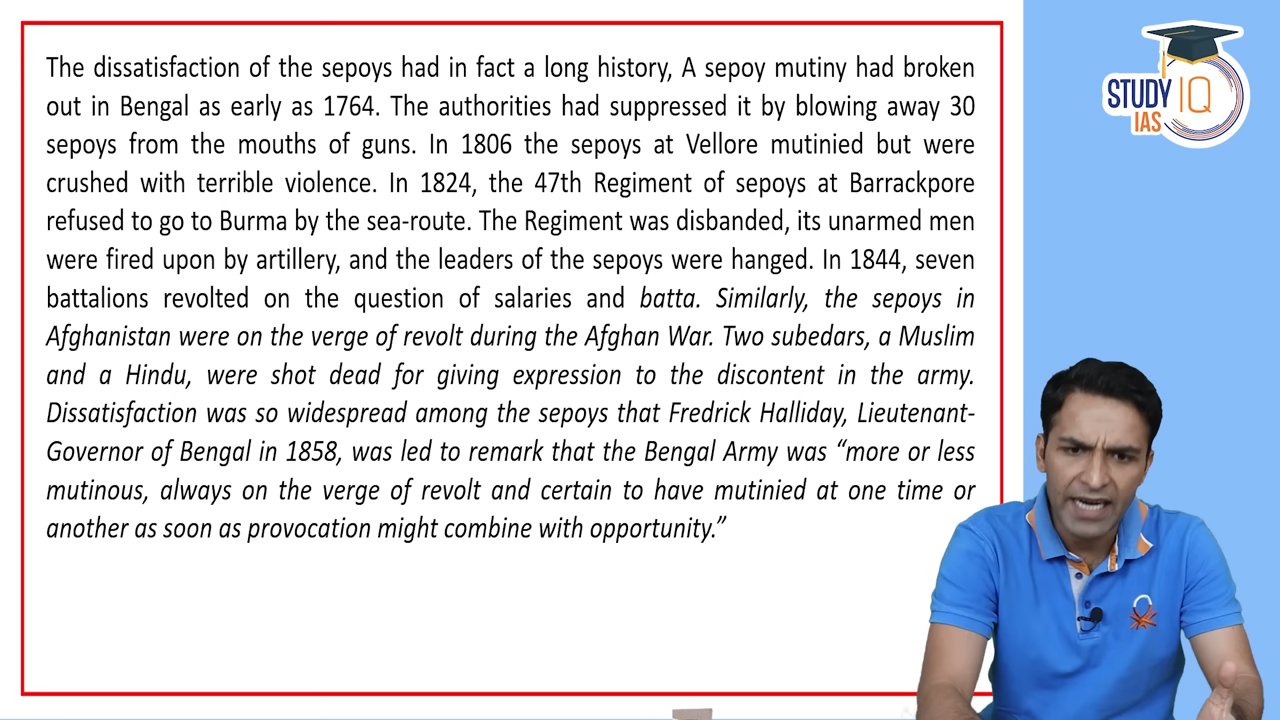 The dissatisfaction of the sepoys had in fact a long history, A sepoy mutiny had broken
out in Bengal as early as 1764. The authorities had suppressed it by blowing away 30
sepoys from the mouths of guns. In 1806 the sepoys at Vellore mutinied but were
crushed with terrible violence. In 1824, the 47th Regiment of sepoys at Barrackpore
refused to go to Burma by the sea-route. The Regiment was disbanded, its unarmed men
were fired upon by artillery, and the leaders of the sepoys were hanged. In 1844, seven
battalions revolted on the question of salaries and batta. Similarly, the sepoys in
Afghanistan were on the verge of revolt during the Afghan War. Two subedars, a Muslim
and a Hindu, were shot dead for giving expression to the discontent in the army.
Dissatisfaction was so widespread among the sepoys that Fredrick Halliday, Lieutenant-
Governor of Bengal in 1858, was led to remark that the Bengal Army was “more or less
mutinous, always on the verge of revolt and certain to have mutinied at one time or
another as soon as provocation might combine with opportunity.”
STUDY IQ
IAS